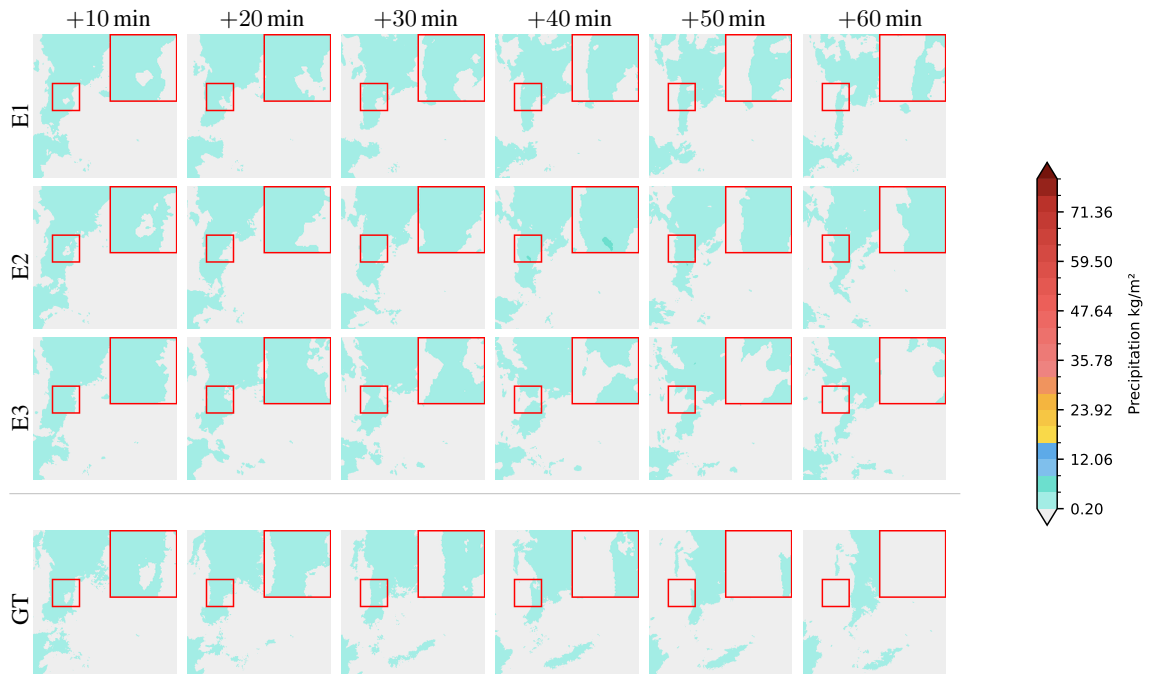 +10 min +20 min +30 min +40 min +50 min +60 min
E1
E2
E3
GT
71.36
59.50
47.64
35.78
23.92
12.06
0.20
Precipitation kg/m²